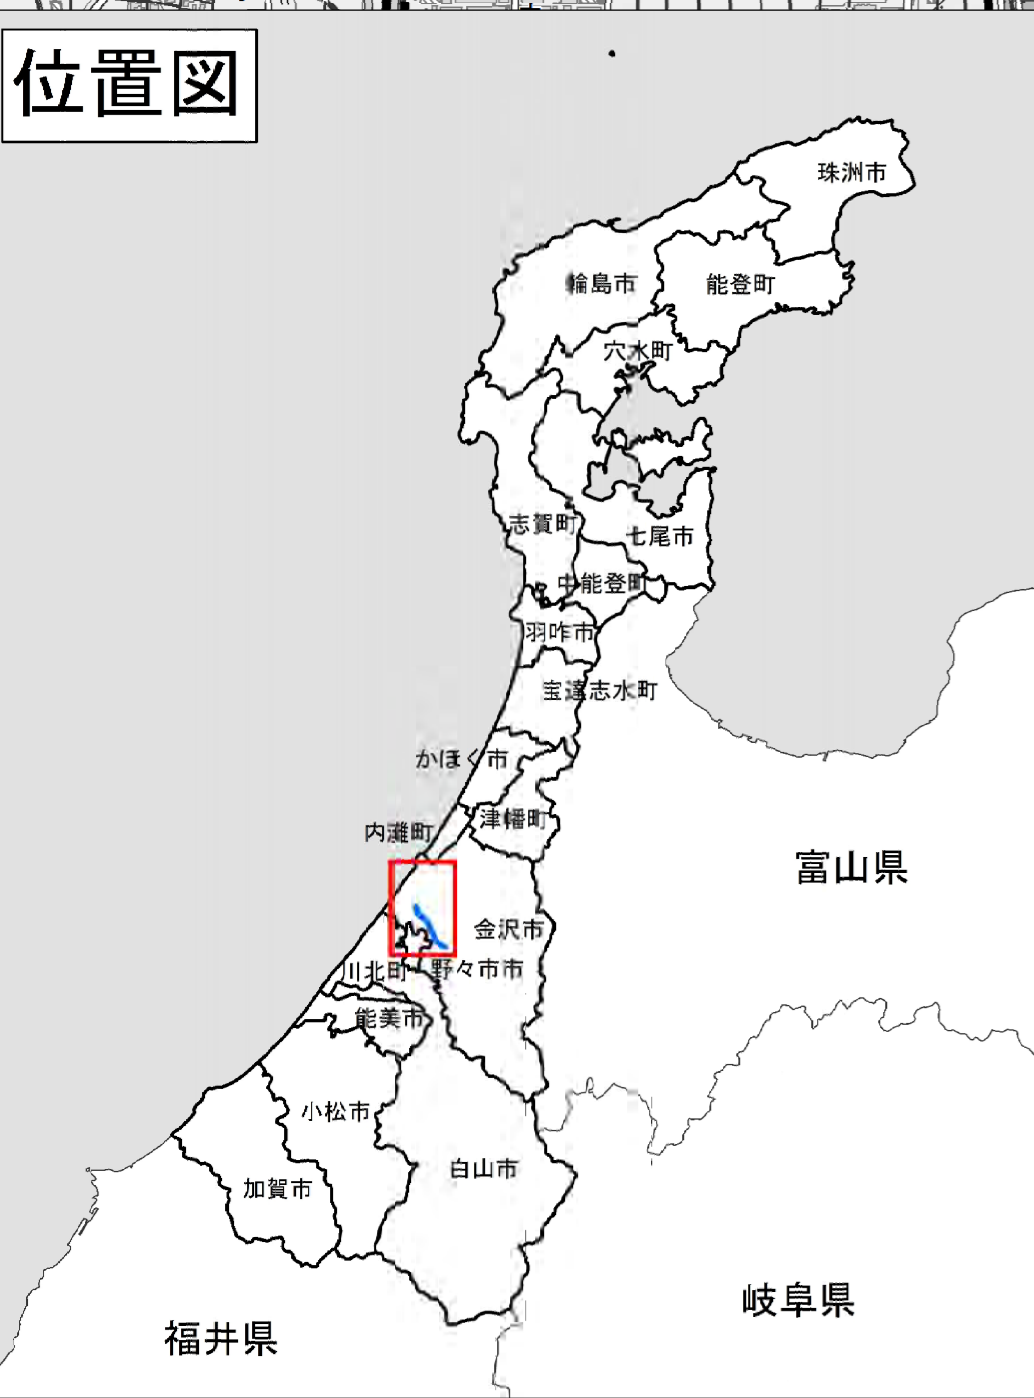 位置図
珠洲市
輪島市
能登町
穴水町
志賀町
七尾市
中能登町
羽咋市
宝達志水町
かほく市
津幡町
内灘町
富山県
金沢市
川北町
野々市市
能美市
小松市
白山市
加賀市
岐阜県
福井県